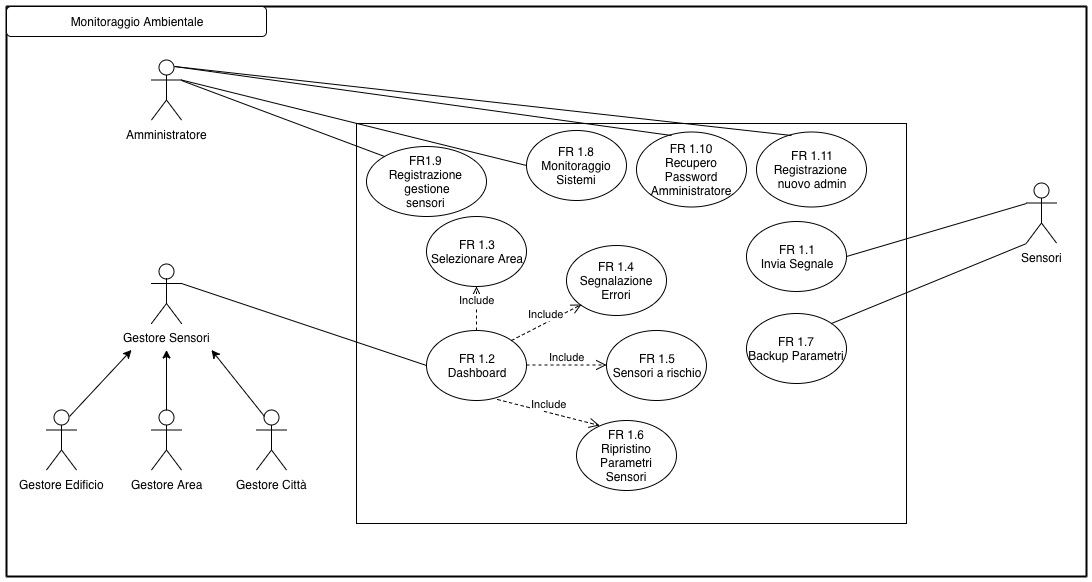 Monitoraggio Ambientale
Amministratore
FR1.9
Registrazione
gestione
sensori
FR 1.8
Monitoraggio
Sistemi
FR 1.10
Recupero
Password
Amministratore
FR 1.11
Registrazione
nuovo admin
FR 1.3
Selezionare Area
FR 1.4
Segnalazione
Errori
FR 1.1
Invia Segnale
Sensori
Include
Include
Gestore Sensori
FR 1.2
Dashboard
Include
FR 1.5
Sensori a rischio
FR 1.7
Backup Parametri
Include
FR 1.6
Ripristino
Parametri
Sensori
Gestore Edificio
Gestore Area
Gestore Città